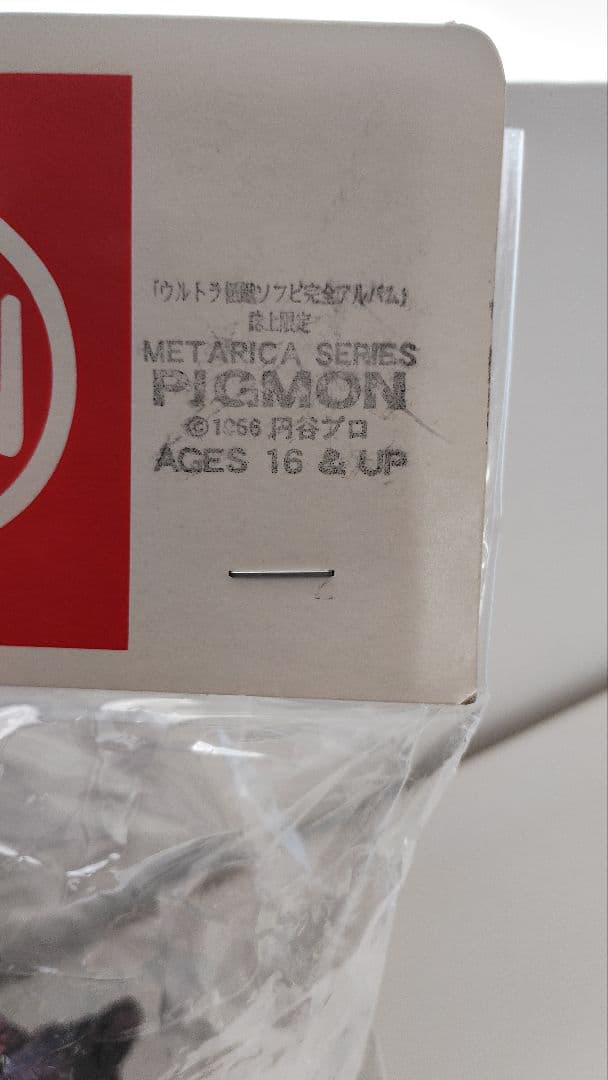 「ウルトラ怪獣ソフビ完全アルバム」
誌上限定
METARICA SERIES
PIGMON
©1966 円谷プロ
AGES 16 & UP